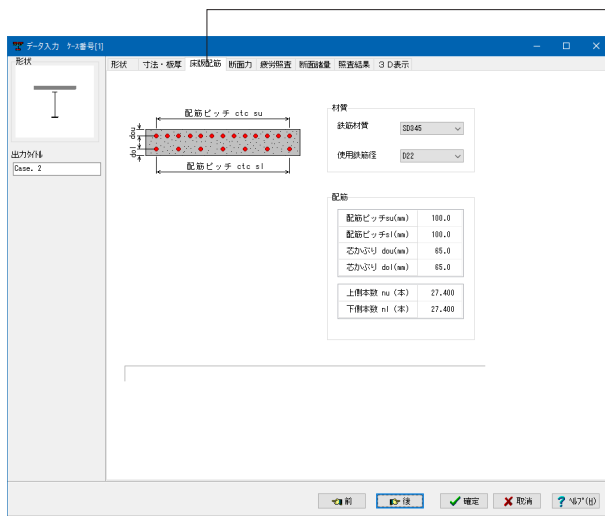 データ入力 ケース番号[1]
形状
形状 寸法・板厚 床版配筋 断面力 疲労照査 断面諸量 照査結果 3D表示
配筋ピッチ ctc su
dou
dol
配筋ピッチ ctc sl
出力タイトル
Case. 2
材質
鉄筋材質 SD345
使用鉄筋径 D22
配筋
配筋ピッチsu(mm) 100.0
配筋ピッチsl(mm) 100.0
芯かぶり dou(mm) 65.0
芯かぶり dol(mm) 65.0
上側本数 nu (本) 27.400
下側本数 nl (本) 27.400
前 後 確定 取消 ヘルプ(H)